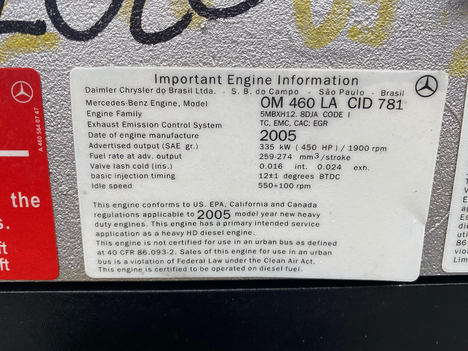 Important Engine Information
Daimler Chrysler do Brasil Ltda. - S. B. do Campo - São Paulo - Brasil
Mercedes-Benz Engine, Model OM 460 LA CID 781
Engine Family 5MBXH12. 8DJA CODE I
Exhaust Emission Control System TC, EMC, CAC; EGR
Date of engine manufacture 2005
Advertised output (SAE gr.) 335 kW ( 450 HP ) / 1900 rpm
Fuel rate at adv. output 259-274 mm³/stroke
Valve lash cold (ins.) 0.016 int. 0.024 exh.
basic injection timing 12±1 degrees BTDC
Idle speed 550+100 rpm
This engine conforms to US. EPA, California and Canada
regulations applicable to 2005 model year new heavy
duty engines. This engine has a primary intended service
application as a heavy HD diesel engine.
This engine is not certified for use in an urban bus as defined
at 40 CFR 86.093-2. Sales of this engine for use in an urban
bus is a violation of Federal Law under the Clean Air Act.
This engine is certified to be operated on diesel fuel.
the
s.
ft
ft